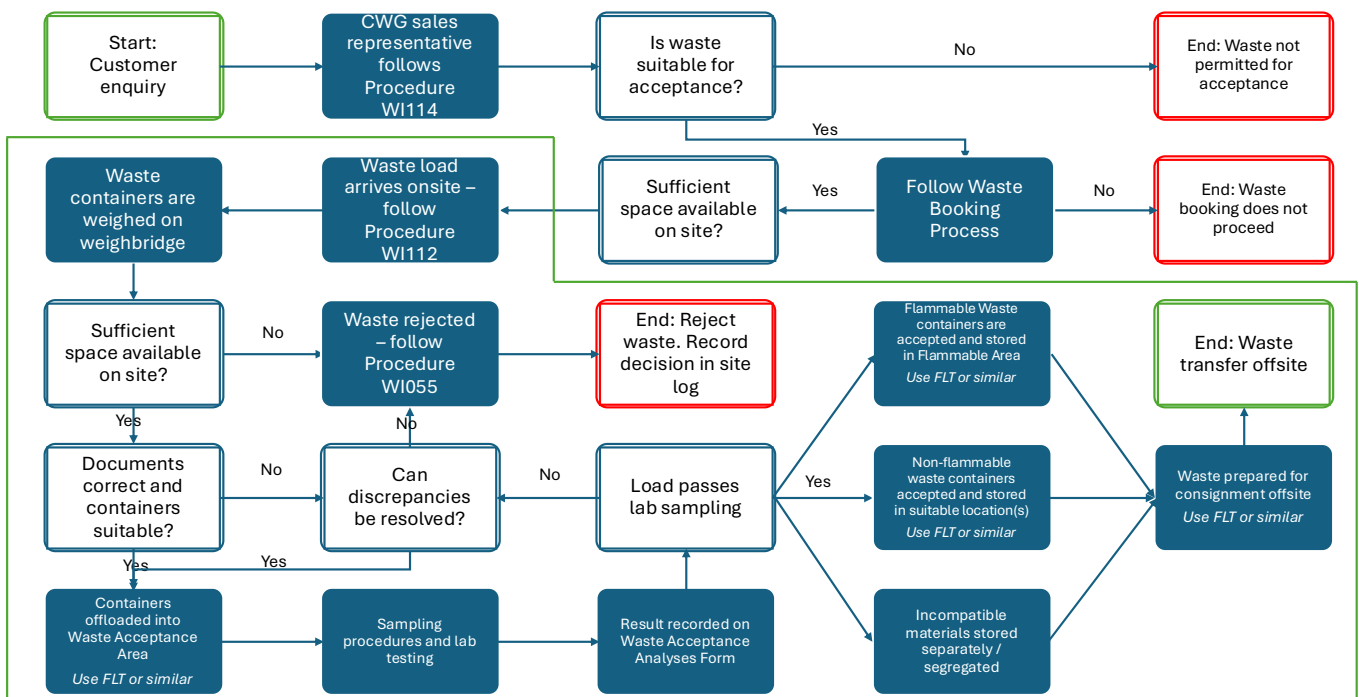 Start:
Customer
enquiry
CWG sales
representative
follows
Procedure
WI114
Is waste
suitable for
acceptance?
No
End: Waste not
permitted for
acceptance
Yes
Waste
containers are
weighed on
weighbridge
Waste load
arrives onsite –
follow
Procedure
WI112
Sufficient
space available
on site?
Yes
Follow Waste
Booking
Process
No
End: Waste
booking does not
proceed
Sufficient
space available
on site?
No
Waste rejected
– follow
Procedure
WI055
End: Reject
waste. Record
decision in site
log
Flammable Waste
containers are
accepted and stored
in Flammable Area
Use FLT or similar
End: Waste
transfer offsite
Yes
No
Documents
correct and
containers
suitable?
No
Can
discrepancies
be resolved?
No
Load passes
lab sampling
Yes
Non-flammable
waste containers
accepted and stored
in suitable location(s)
Use FLT or similar
Waste prepared for
consignment offsite
Use FLT or similar
Yes
Yes
Containers
offloaded into
Waste Acceptance
Area
Use FLT or similar
Sampling
procedures and lab
testing
Result recorded on
Waste Acceptance
Analyses Form
Incompatible
materials stored
separately /
segregated